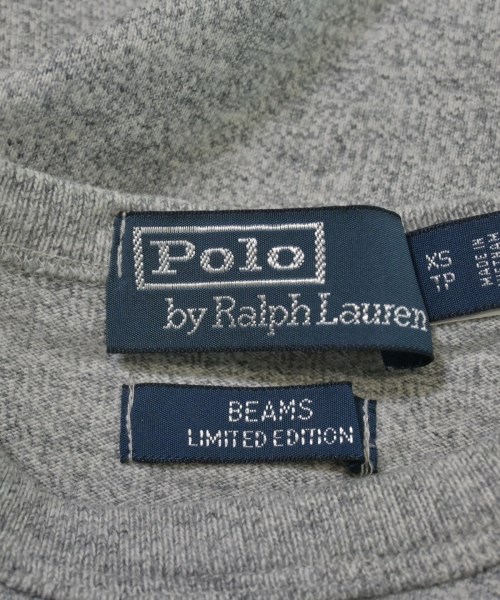 Polo
by Ralph Lauren
XS
TP
MADE IN
BEAMS
LIMITED EDITION